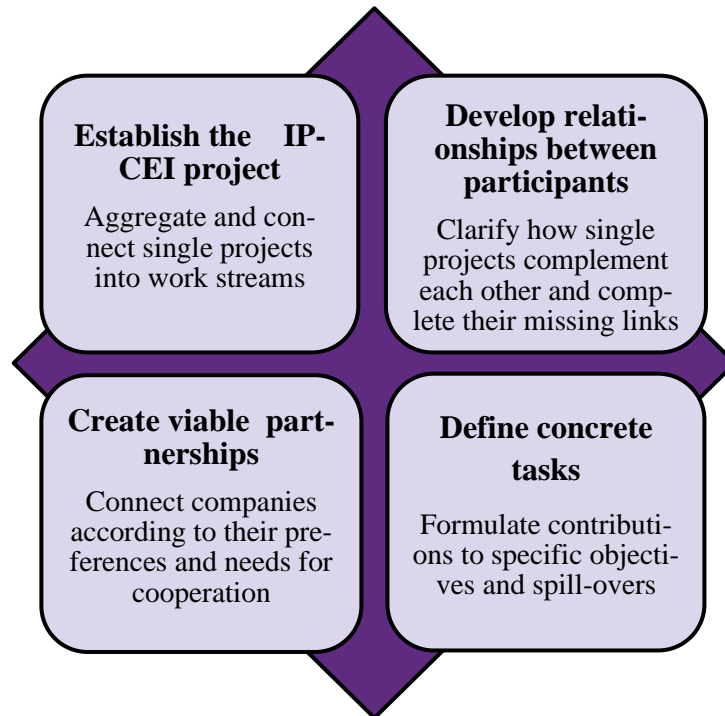 Establish the IP-
CEI project
Aggregate and con-
nect single projects
into work streams
Develop relati-
onships between
participants
Clarify how single
projects complement
each other and comp-
lete their missing links
Create viable part-
nerships
Connect companies
according to their pre-
ferences and needs for
cooperation
Define concrete
tasks
Formulate contributi-
ons to specific objecti-
ves and spill-overs